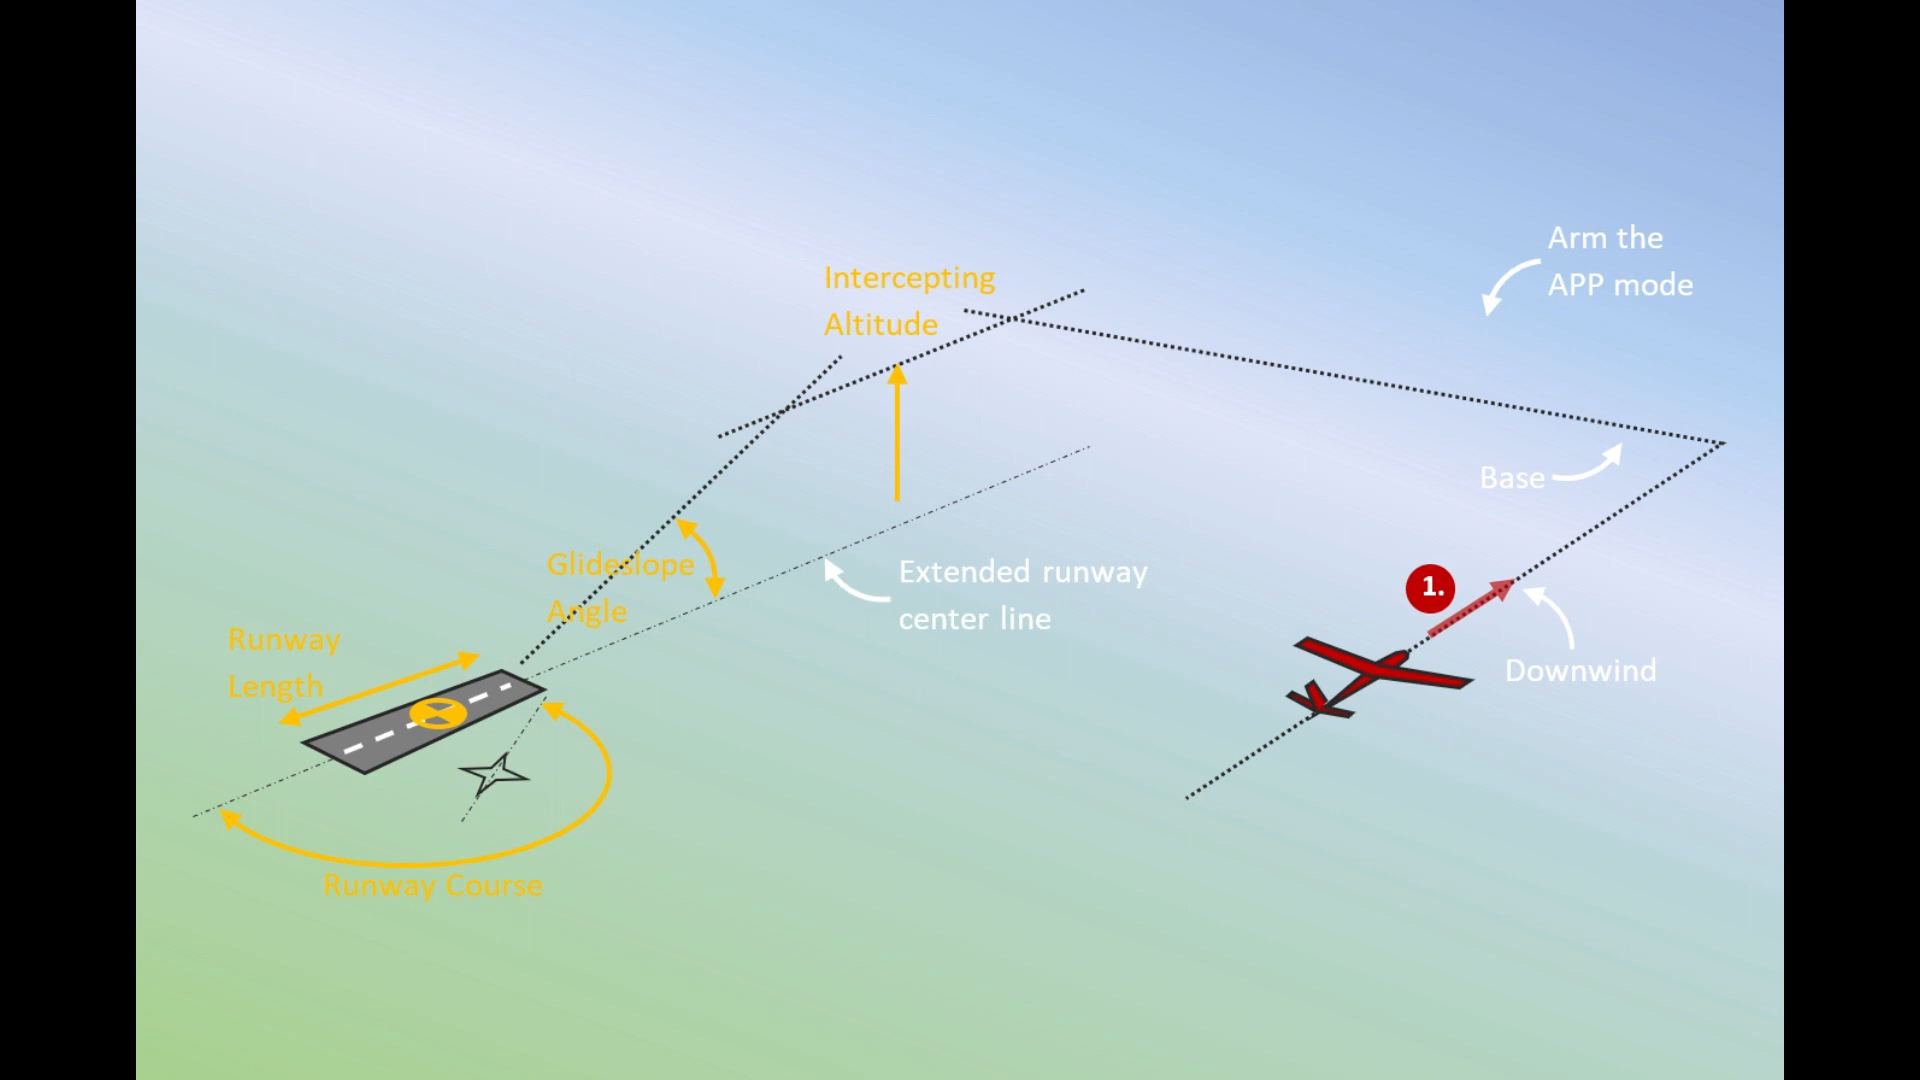 Arm the
APP mode
Intercepting
Altitude
Base
Glideslope
Angle
Extended runway
center line
1.
Downwind
Runway
Length
Runway Course